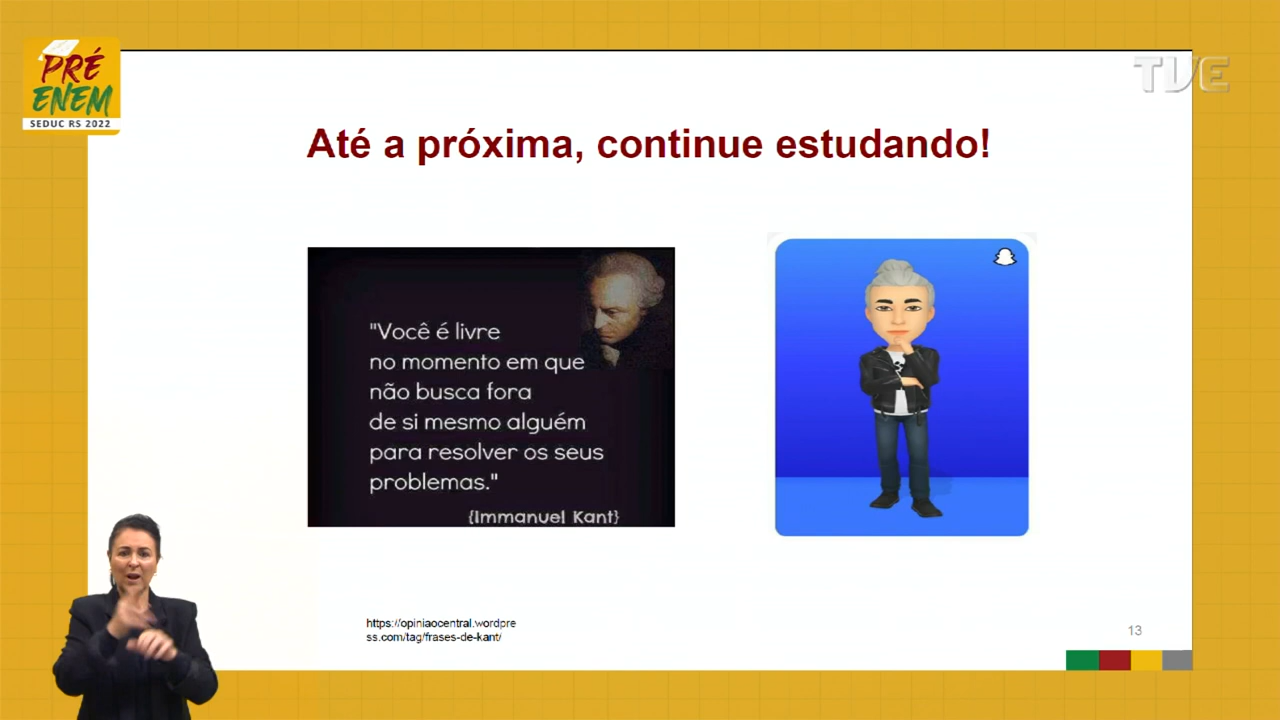 PRÉ
ENEM
SEDUC RS 2022
TVE
Até a próxima, continue estudando!
"Você é livre
no momento em que
não busca fora
de si mesmo alguém
para resolver os seus
problemas."
{Immanuel Kant}
https://opiniaocentral.wordpre
ss.com/tag/frases-de-kant/
13